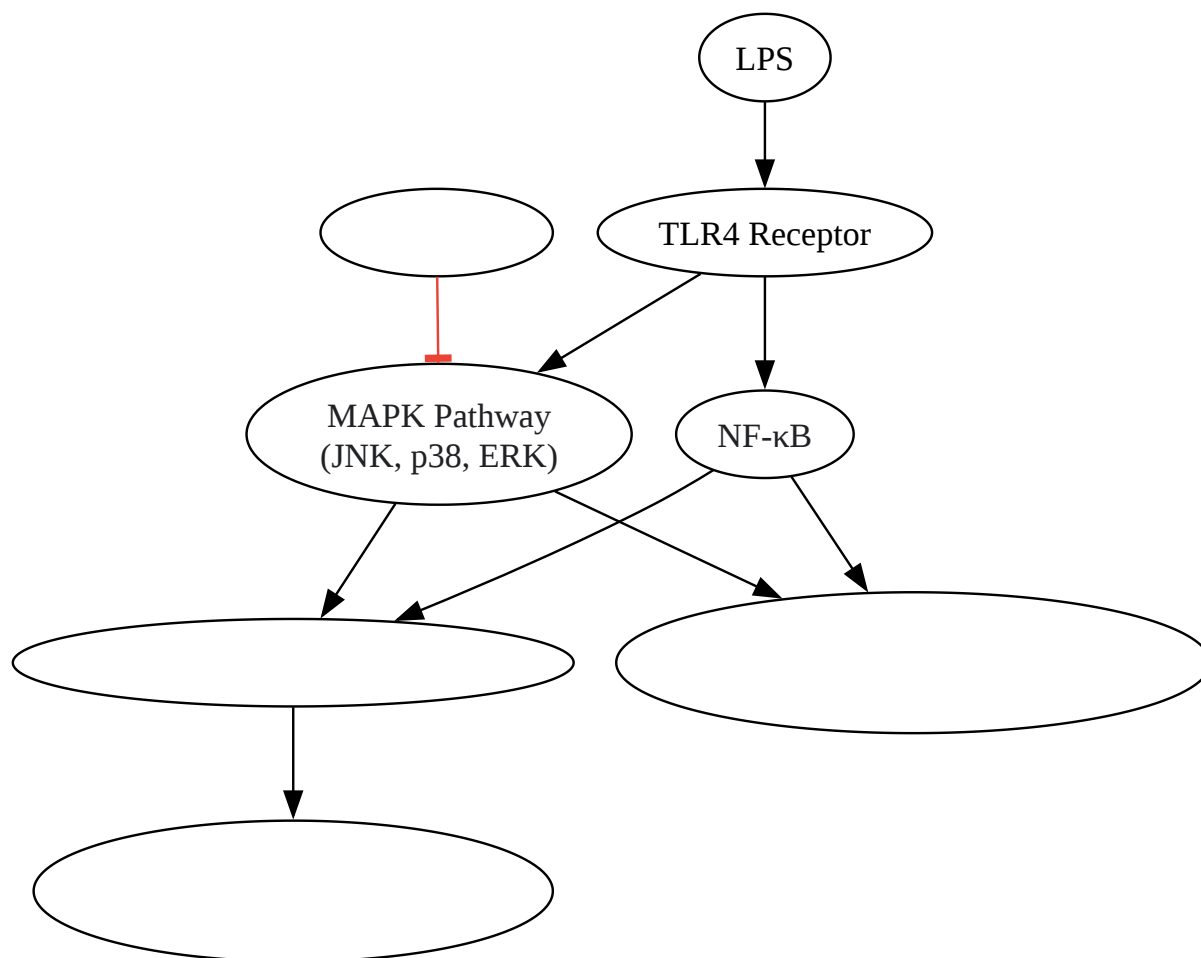 LPS
TLR4 Receptor
MAPK Pathway
(JNK, p38, ERK)
NF-κB